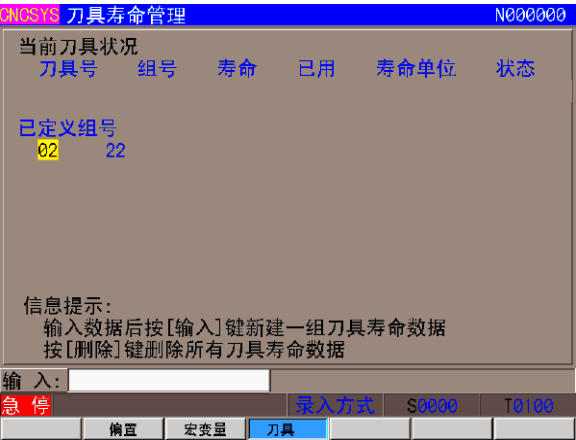 CNCSYS 刀具寿命管理 N000000
当前刀具状况
刀具号 组号 寿命 已用 寿命单位 状态
已定义组号
02 22
信息提示:
输入数据后按[输入]键新建一组刀具寿命数据
按[删除]键删除所有刀具寿命数据
输 入:
急 停 录入方式 S0000 T0100
偏置 宏变量 刀具